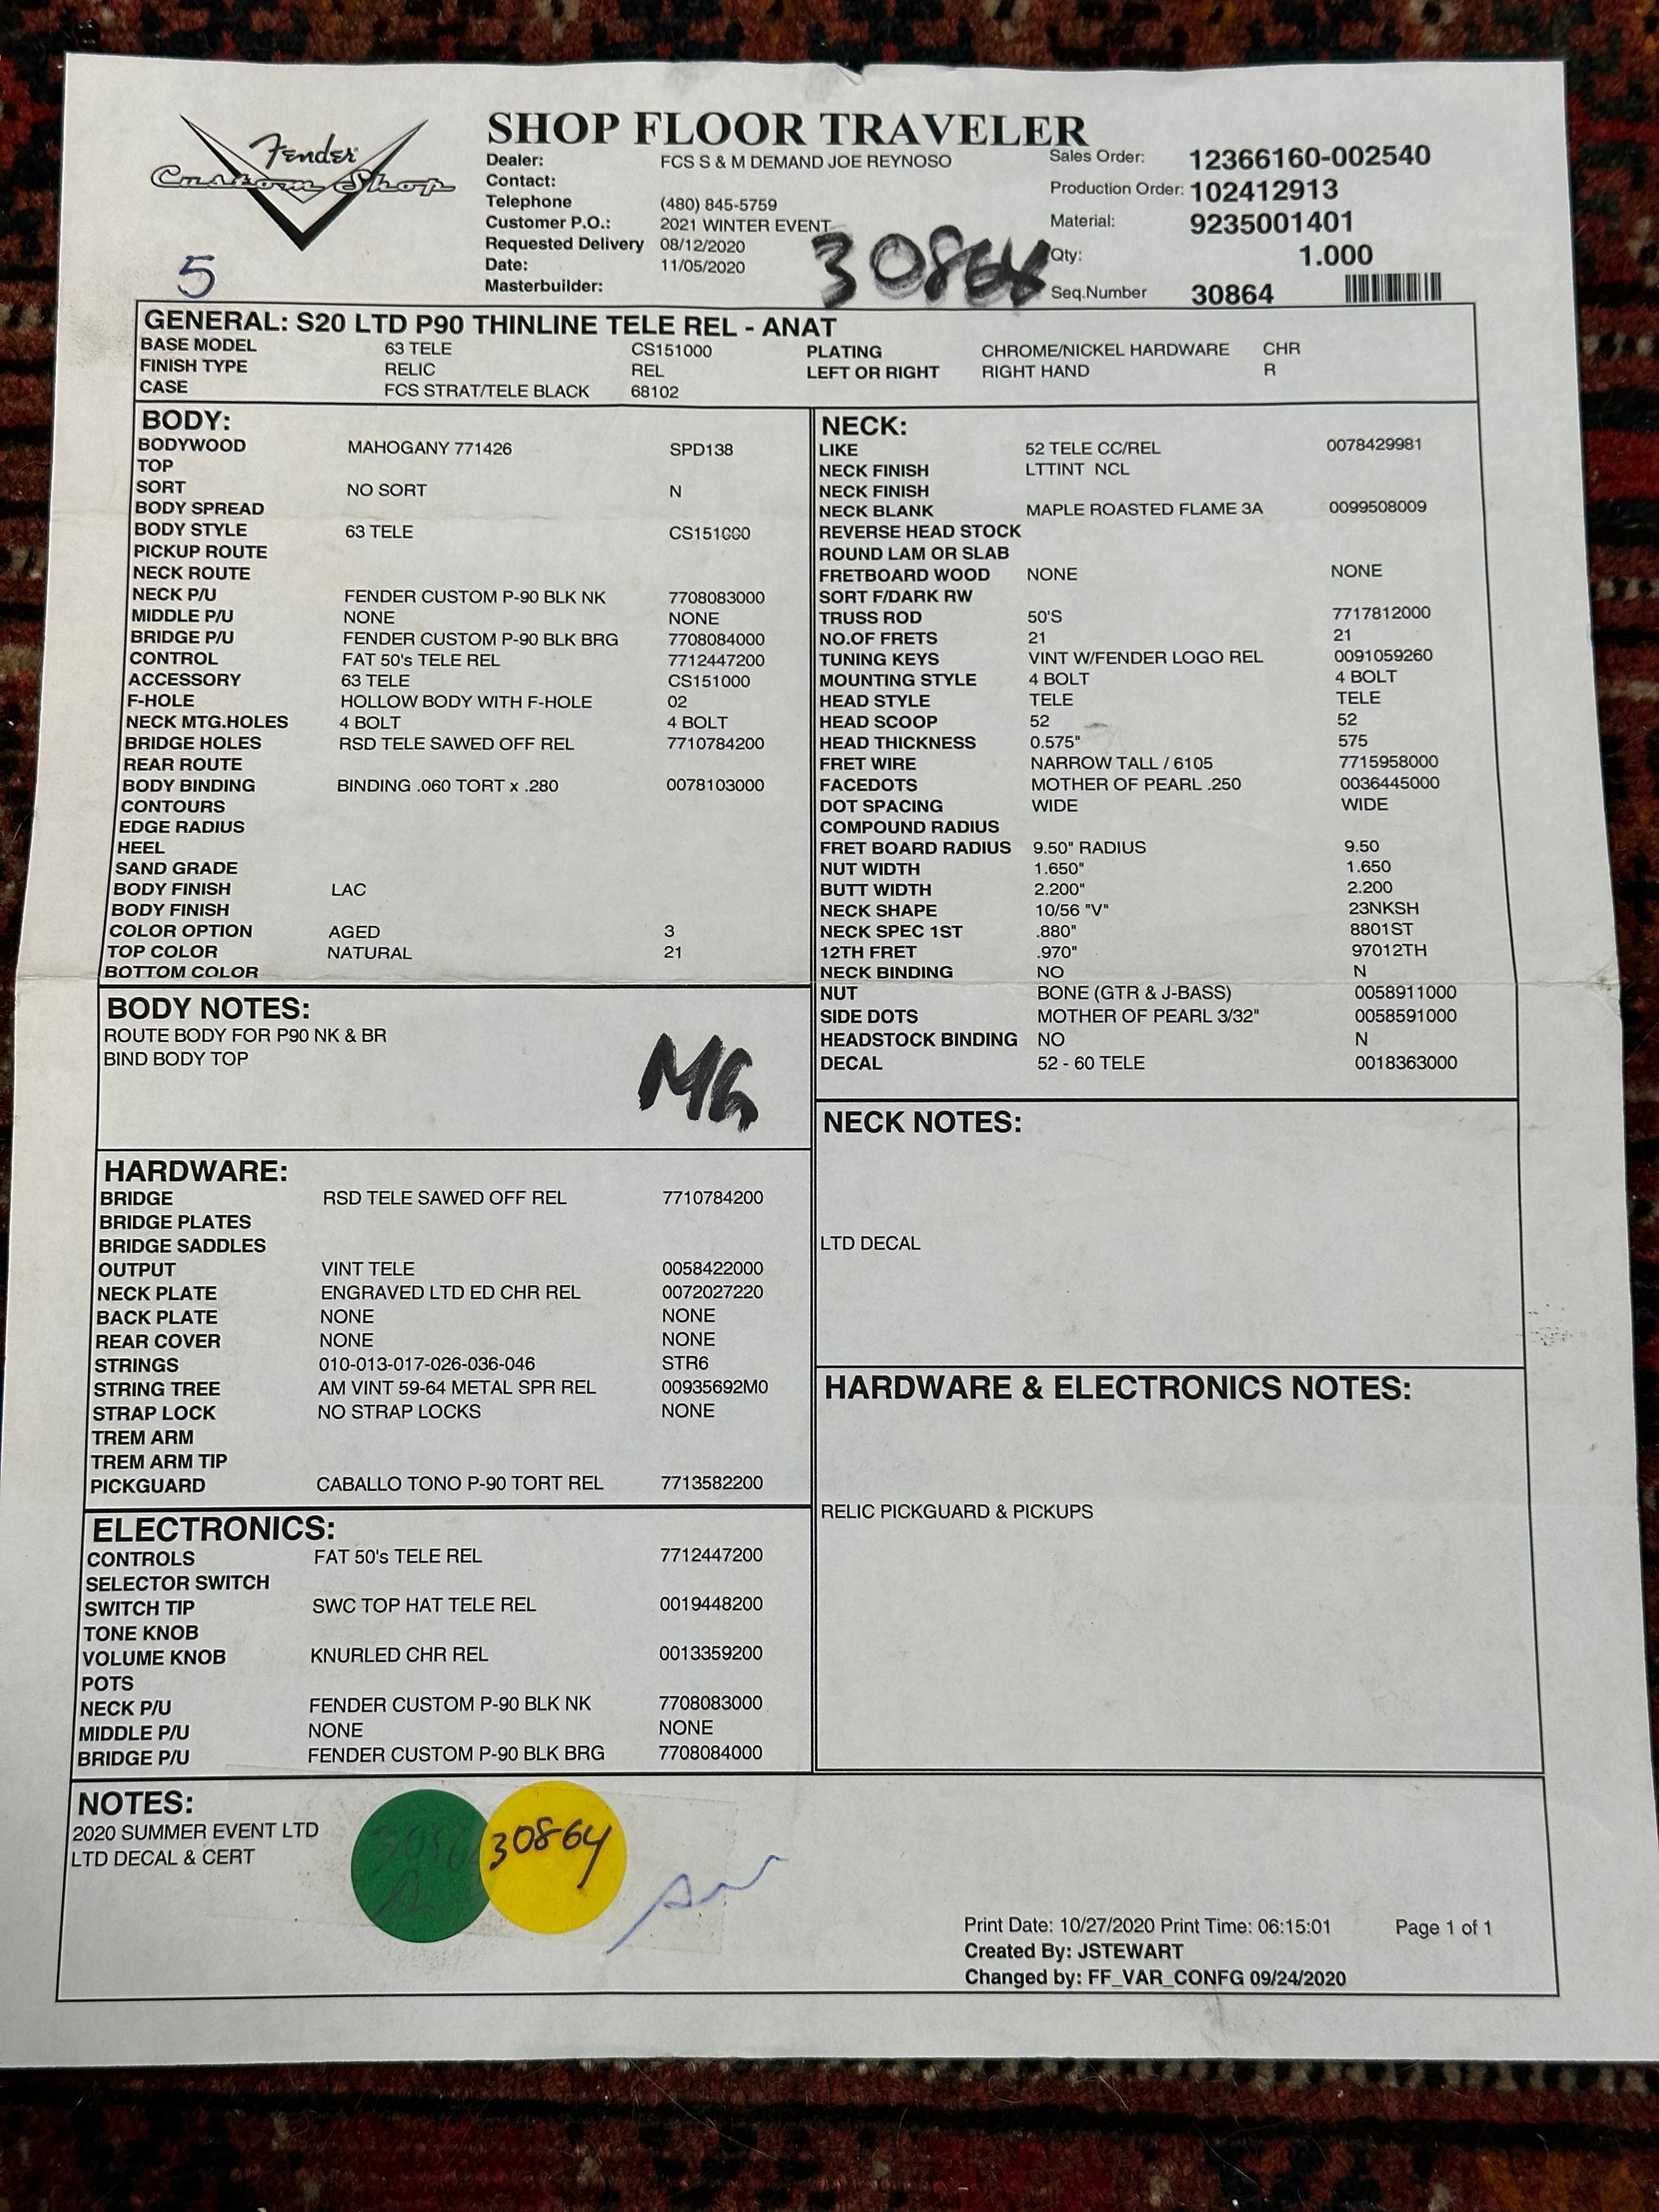 Fender
Custom Shop
SHOP FLOOR TRAVELER
Dealer: FCS S & M DEMAND JOE REYNOSO
Contact:
Telephone (480) 845-5759
Customer P.O.: 2021 WINTER EVENT
Requested Delivery 08/12/2020
Date: 11/05/2020
Masterbuilder:
Sales Order: 12366160-002540
Production Order: 102412913
Material: 9235001401
Qty: 1.000
Seq.Number 30864
30864
5
GENERAL: S20 LTD P90 THINLINE TELE REL - ANAT
BASE MODEL 63 TELE CS151000 PLATING CHROME/NICKEL HARDWARE CHR
FINISH TYPE RELIC REL LEFT OR RIGHT RIGHT HAND R
CASE FCS STRAT/TELE BLACK 68102
BODY:
BODYWOOD MAHOGANY 771426 SPD138
TOP
SORT NO SORT N
BODY SPREAD
BODY STYLE 63 TELE CS151000
PICKUP ROUTE
NECK ROUTE
NECK P/U FENDER CUSTOM P-90 BLK NK 7708083000
MIDDLE P/U NONE NONE
BRIDGE P/U FENDER CUSTOM P-90 BLK BRG 7708084000
CONTROL FAT 50's TELE REL 7712447200
ACCESSORY 63 TELE CS151000
F-HOLE HOLLOW BODY WITH F-HOLE 02
NECK MTG.HOLES 4 BOLT 4 BOLT
BRIDGE HOLES RSD TELE SAWED OFF REL 7710784200
REAR ROUTE
BODY BINDING BINDING .060 TORT x .280 0078103000
CONTOURS
EDGE RADIUS
HEEL
SAND GRADE
BODY FINISH LAC
BODY FINISH
COLOR OPTION AGED 3
TOP COLOR NATURAL 21
BOTTOM COLOR
BODY NOTES:
ROUTE BODY FOR P90 NK & BR
BIND BODY TOP
MG
HARDWARE:
BRIDGE RSD TELE SAWED OFF REL 7710784200
BRIDGE PLATES
BRIDGE SADDLES
OUTPUT VINT TELE 0058422000
NECK PLATE ENGRAVED LTD ED CHR REL 0072027220
BACK PLATE NONE NONE
REAR COVER NONE NONE
STRINGS 010-013-017-026-036-046 STR6
STRING TREE AM VINT 59-64 METAL SPR REL 00935692M0
STRAP LOCK NO STRAP LOCKS NONE
TREM ARM
TREM ARM TIP
PICKGUARD CABALLO TONO P-90 TORT REL 7713582200
ELECTRONICS:
CONTROLS FAT 50's TELE REL 7712447200
SELECTOR SWITCH
SWITCH TIP SWC TOP HAT TELE REL 0019448200
TONE KNOB
VOLUME KNOB KNURLED CHR REL 0013359200
POTS
NECK P/U FENDER CUSTOM P-90 BLK NK 7708083000
MIDDLE P/U NONE NONE
BRIDGE P/U FENDER CUSTOM P-90 BLK BRG 7708084000
NECK:
LIKE 52 TELE CC/REL 0078429981
NECK FINISH LTTINT NCL
NECK FINISH
NECK BLANK MAPLE ROASTED FLAME 3A 0099508009
REVERSE HEAD STOCK
ROUND LAM OR SLAB
FRETBOARD WOOD NONE NONE
SORT F/DARK RW
TRUSS ROD 50'S 7717812000
NO.OF FRETS 21 21
TUNING KEYS VINT W/FENDER LOGO REL 0091059260
MOUNTING STYLE 4 BOLT 4 BOLT
HEAD STYLE TELE TELE
HEAD SCOOP 52 52
HEAD THICKNESS 0.575" 575
FRET WIRE NARROW TALL / 6105 7715958000
FACEDOTS MOTHER OF PEARL .250 0036445000
DOT SPACING WIDE WIDE
COMPOUND RADIUS
FRET BOARD RADIUS 9.50" RADIUS 9.50
NUT WIDTH 1.650" 1.650
BUTT WIDTH 2.200" 2.200
NECK SHAPE 10/56 "V" 23NKSH
NECK SPEC 1ST .880" 8801ST
12TH FRET .970" 97012TH
NECK BINDING NO N
NUT BONE (GTR & J-BASS) 0058911000
SIDE DOTS MOTHER OF PEARL 3/32" 0058591000
HEADSTOCK BINDING NO N
DECAL 52 - 60 TELE 0018363000
NECK NOTES:
LTD DECAL
HARDWARE & ELECTRONICS NOTES:
RELIC PICKGUARD & PICKUPS
NOTES:
2020 SUMMER EVENT LTD
LTD DECAL & CERT
30864
Print Date: 10/27/2020 Print Time: 06:15:01 Page 1 of 1
Created By: JSTEWART
Changed by: FF_VAR_CONFG 09/24/2020